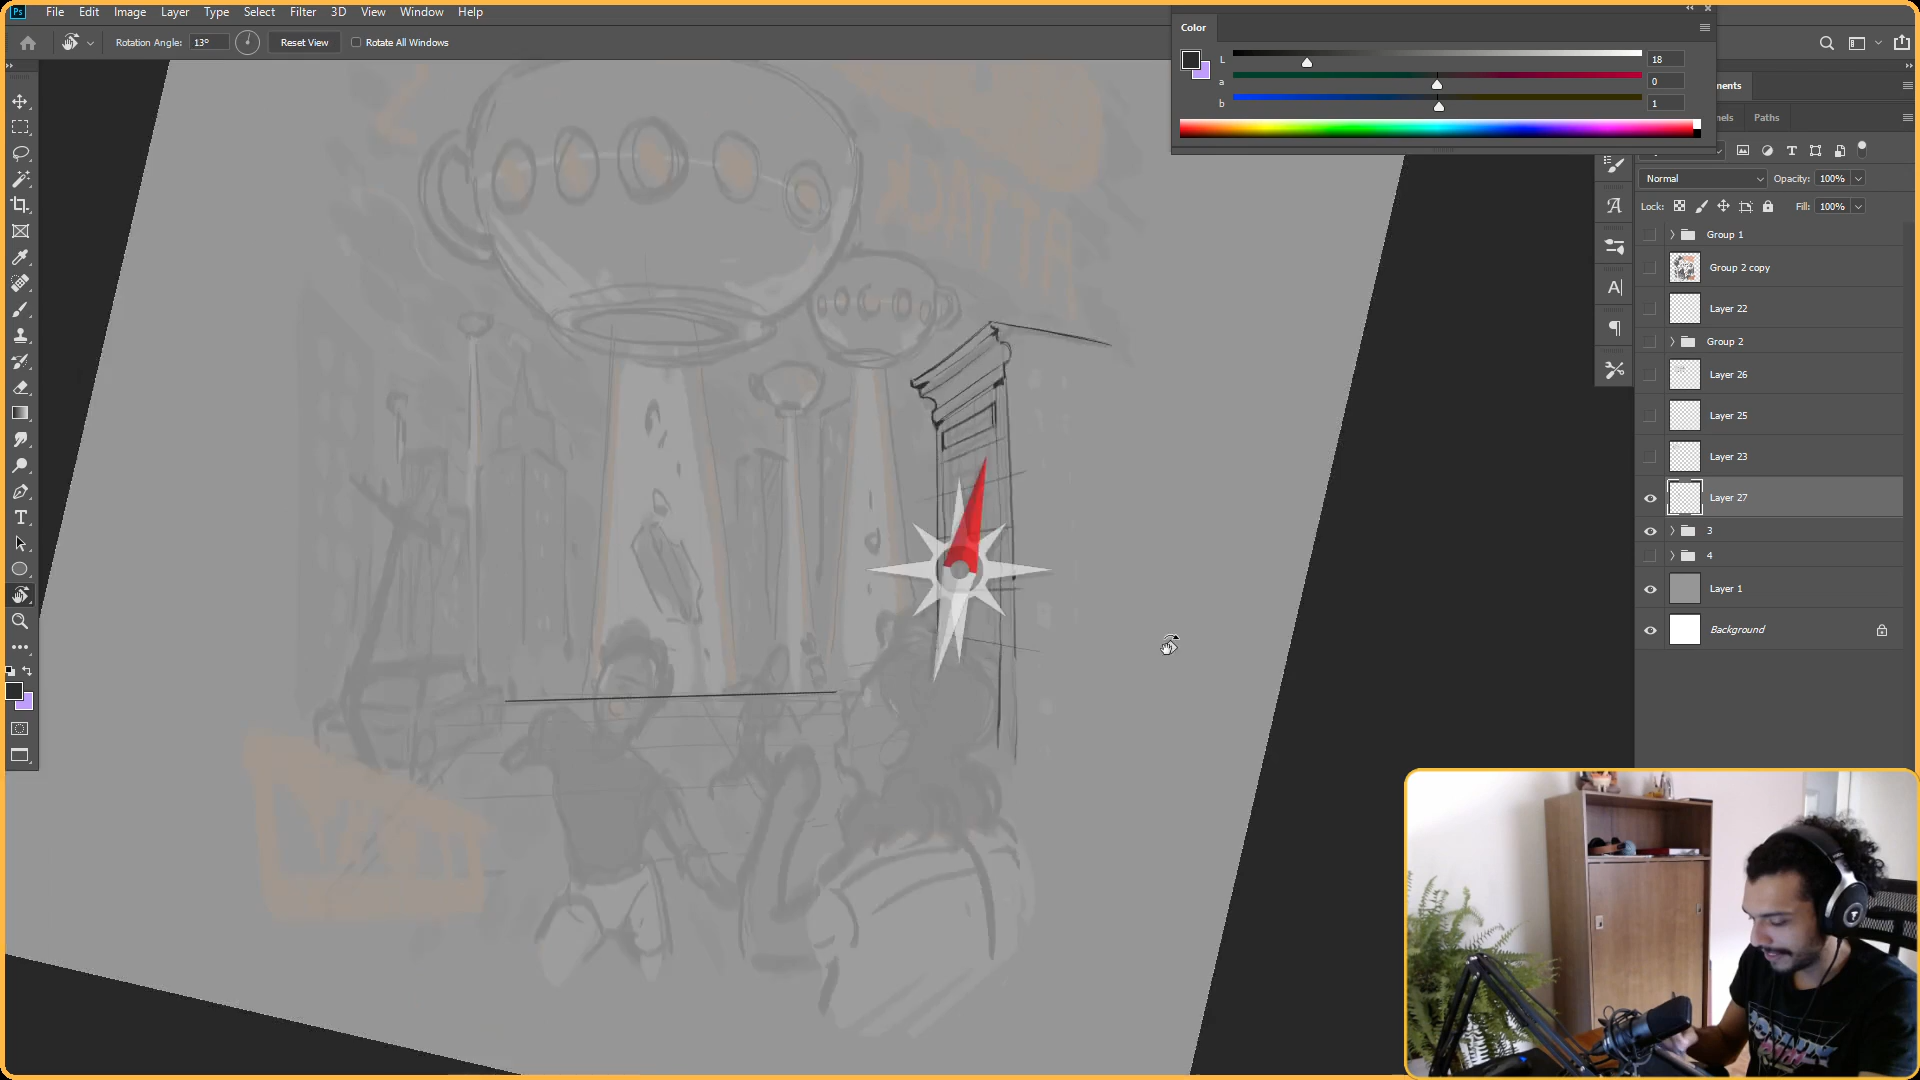 Ps File Edit Image Layer Type Select Filter 3D View Window Help
Rotation Angle: 13° Reset View Rotate All Windows
Color
L 18
a 0
b 1
nents
nels Paths
Normal Opacity: 100%
Lock: Fill: 100%
Group 1
Group 2 copy
Layer 22
Group 2
Layer 26
Layer 25
Layer 23
Layer 27
3
4
Layer 1
Background